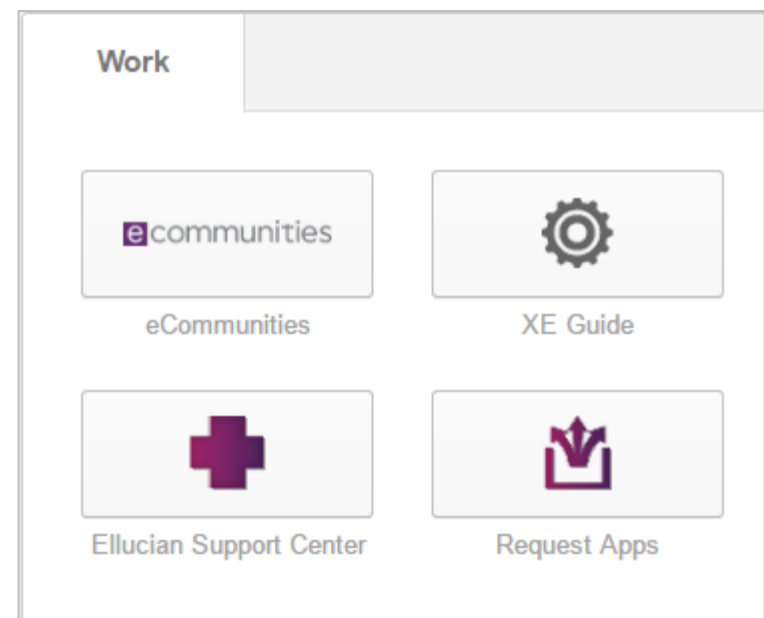 Work
ecommunities
eCommunities
XE Guide
Ellucian Support Center
Request Apps